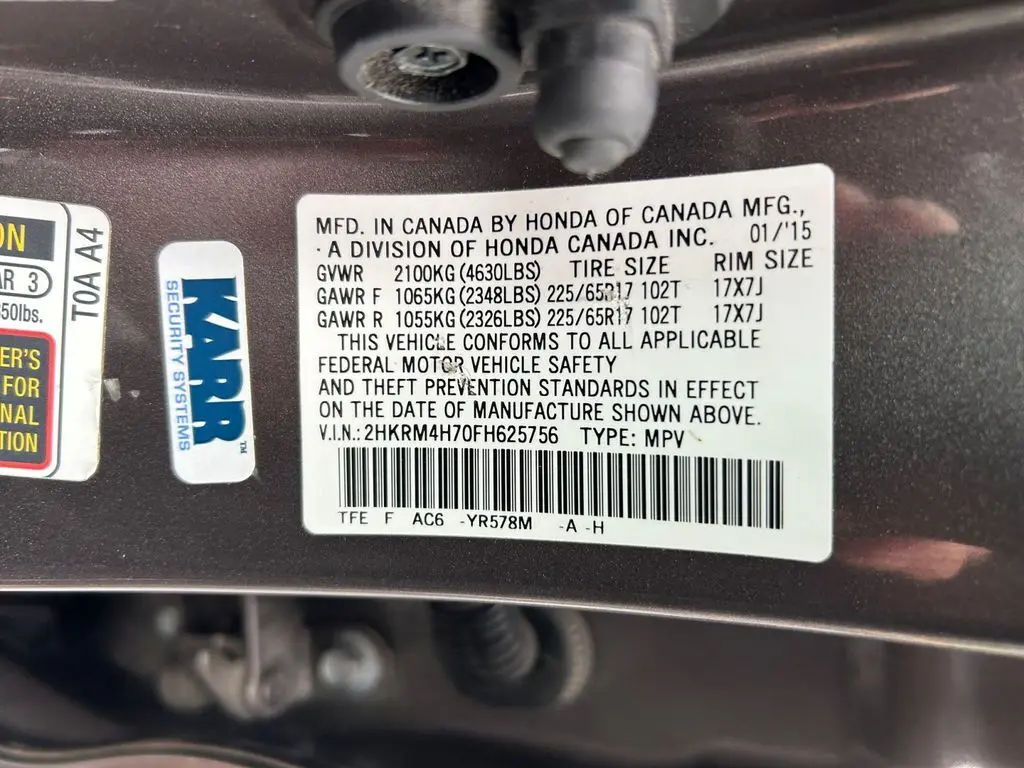 ON
AR 3
850lbs.
ER'S
FOR
NAL
TION
T0A A4
KARR™
SECURITY SYSTEMS
MFD. IN CANADA BY HONDA OF CANADA MFG.,
A DIVISION OF HONDA CANADA INC. 01/'15
GVWR 2100KG (4630LBS) TIRE SIZE RIM SIZE
GAWR F 1065KG (2348LBS) 225/65R17 102T 17X7J
GAWR R 1055KG (2326LBS) 225/65R17 102T 17X7J
THIS VEHICLE CONFORMS TO ALL APPLICABLE
FEDERAL MOTOR VEHICLE SAFETY
AND THEFT PREVENTION STANDARDS IN EFFECT
ON THE DATE OF MANUFACTURE SHOWN ABOVE.
V.I.N.: 2HKRM4H70FH625756 TYPE: MPV
TFE F AC6 -YR578M -A -H